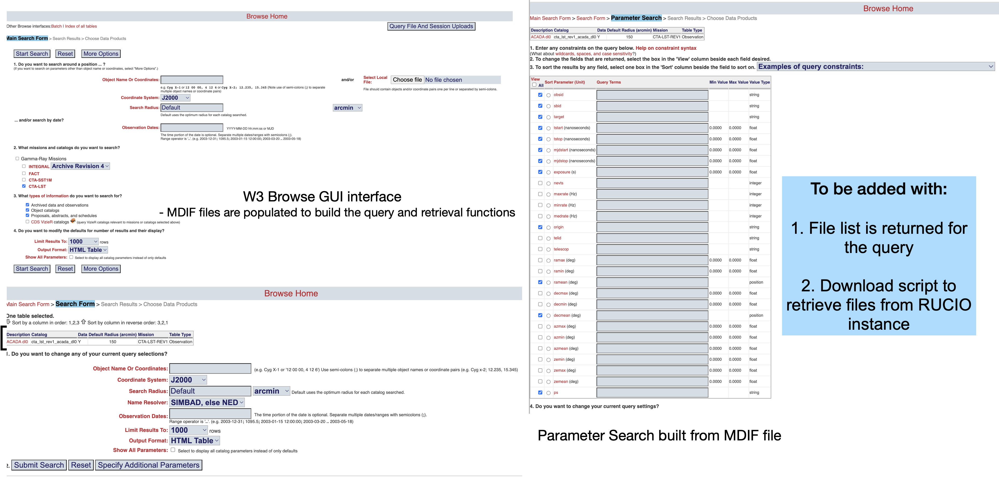 Browse Home
Other Browse interfaces:Batch | Index of all tables
Query File And Session Uploads
Main Search Form > Search Results > Choose Data Products
Start Search Reset More Options
1. Do you want to search around a position ... ?
(If you want to search on parameters other than object name or coordinates, select "More Options".)
Object Name Or Coordinates: and/or Select Local File: Choose file No file chosen
e.g. Cyg X-1 or 12 00 00, 4 12 6 or Cyg X-2; 12.235, 15.345 (Note use of semi-colons (;) to separate
multiple object names or coordinate pairs)
File should contain objects and/or coordinate pairs one per line or separated by semi-colons.
Coordinate System: J2000
Search Radius: Default arcmin
Default uses the optimum radius for each catalog searched.
... and/or search by date?
Observation Dates: YYYY-MM-DD hh:mm:ss or MJD
The time portion of the date is optional. Separate multiple dates/ranges with semicolons (;).
Range operator is '..'. (e.g. 2003-12-31; 1095.5; 2003-01-15 12:00:00; 2003-03-20 .. 2003-05-18)
2. What missions and catalogs do you want to search?
Gamma-Ray Missions
INTEGRAL Archive Revision 4
FACT
CTA-SST1M
CTA-LST
3. What types of information do you want to search for?
Archived data and observations
Object catalogs
Proposals, abstracts, and schedules
CDS VizieR catalogs (query VizieR catalogs relevant to missions or catalogs selected above)
W3 Browse GUI interface
- MDIF files are populated to build the query and retrieval functions
4. Do you want to modify the defaults for number of results and their display?
Limit Results To: 1000 rows
Output Format: HTML Table
Show All Parameters: Select to display all catalog parameters instead of only defaults
Start Search Reset More Options
Browse Home
Main Search Form > Search Form > Search Results > Choose Data Products
One table selected.
Sort by a column in order: 1,2,3 Sort by column in reverse order: 3,2,1
Description Catalog Data Default Radius (arcmin) Mission Table Type
ACADA dl0 cta_lst_rev1_acada_dl0 Y 150 CTA-LST-REV1 Observation
1. Do you want to change any of your current query selections?
Object Name Or Coordinates: (e.g. Cyg X-1 or '12 00 00, 4 12 6') Use semi-colons (;) to separate multiple object names or coordinate pairs (e.g. Cyg x-2; 12.235, 15.345)
Coordinate System: J2000
Search Radius: Default arcmin Default uses the optimum radius for each catalog searched.
Name Resolver: SIMBAD, else NED
Observation Dates: The time portion of the date is optional. Separate multiple dates/ranges with semicolons (;).
Range operator is '..'. (e.g. 2003-12-31; 1095.5; 2003-01-15 12:00:00; 2003-03-20 .. 2003-05-18)
Limit Results To: 1000 rows
Output Format: HTML Table
Show All Parameters: Select to display all catalog parameters instead of only defaults
2. Submit Search Reset Specify Additional Parameters
Browse Home
Main Search Form > Search Form > Parameter Search > Search Results > Choose Data Products
Description Catalog Data Default Radius (arcmin) Mission Table Type
ACADA dl0 cta_lst_rev1_acada_dl0 Y 150 CTA-LST-REV1 Observation
1. Enter any constraints on the query below. Help on constraint syntax
(What about wildcards, spaces, and case sensitivity?)
2. To change the fields that are returned, select the box in the 'View' column beside each field desired.
3. To sort the results by any field, select one box in the 'Sort' column beside the field to sort on. Examples of query constraints:
View All Sort Parameter (Unit) Query Terms Min Value Max Value Value Type
obsid string
sbid string
target string
tstart (nanoseconds) 0.0000 0.0000 float
tstop (nanoseconds) 0.0000 0.0000 float
mjdstart (nanoseconds) 0.0000 0.0000 float
mjdstop (nanoseconds) 0.0000 0.0000 float
exposure (s) 0.0000 0.0000 float
nevts integer
maxrate (Hz) integer
minrate (Hz) integer
medrate (Hz) integer
origin string
telid string
telescop string
ramax (deg) 0.0000 0.0000 float
ramin (deg) 0.0000 0.0000 float
ramean (deg) position
decmax (deg) 0.0000 0.0000 float
decmin (deg) 0.0000 0.0000 float
decmean (deg) position
azmax (deg) 0.0000 0.0000 float
azmin (deg) 0.0000 0.0000 float
azmean (deg) 0.0000 0.0000 float
zemin (deg) 0.0000 0.0000 float
zemax (deg) 0.0000 0.0000 float
zemean (deg) 0.0000 0.0000 float
ps string
4. Do you want to change your current query settings?
Parameter Search built from MDIF file
To be added with:
1. File list is returned for
the query
2. Download script to
retrieve files from RUCIO
instance